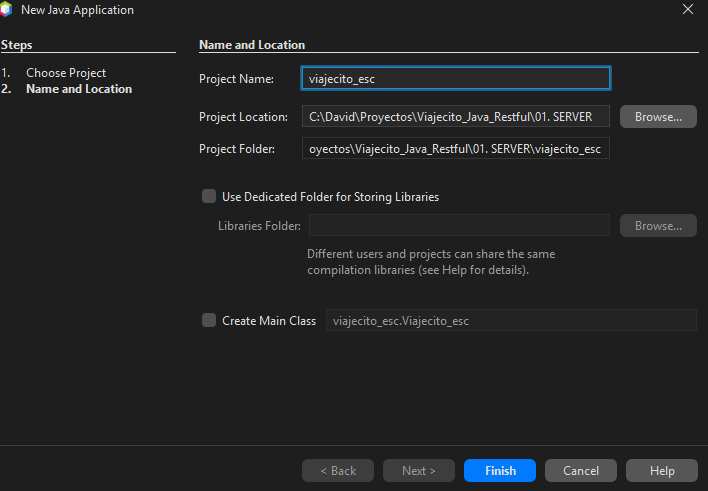 New Java Application
Steps
1. Choose Project
2. Name and Location
Name and Location
Project Name: viajecito_esc
Project Location: C:\David\Proyectos\Viajecito_Java_Restful\01. SERVER Browse...
Project Folder: oyectos\Viajecito_Java_Restful\01. SERVER\viajecito_esc
Use Dedicated Folder for Storing Libraries
Libraries Folder: Browse...
Different users and projects can share the same
compilation libraries (see Help for details).
Create Main Class viajecito_esc.Viajecito_esc
< Back Next > Finish Cancel Help